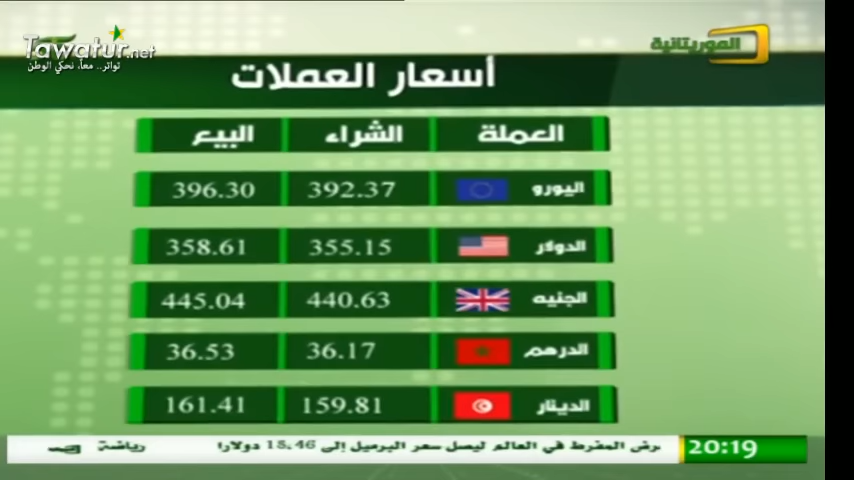 Tawatur.net
تواتر.. معاً، نحكي الوطن
الموريتانية
أسعار العملات
العملة الشراء البيع
اليورو 392.37 396.30
الدولار 355.15 358.61
الجنيه 440.63 445.04
الدرهم 36.17 36.53
الدينار 159.81 161.41
20:19 المفرط في العالم ليصل سعر البرميل إلى 18,46 دولارا رياضة